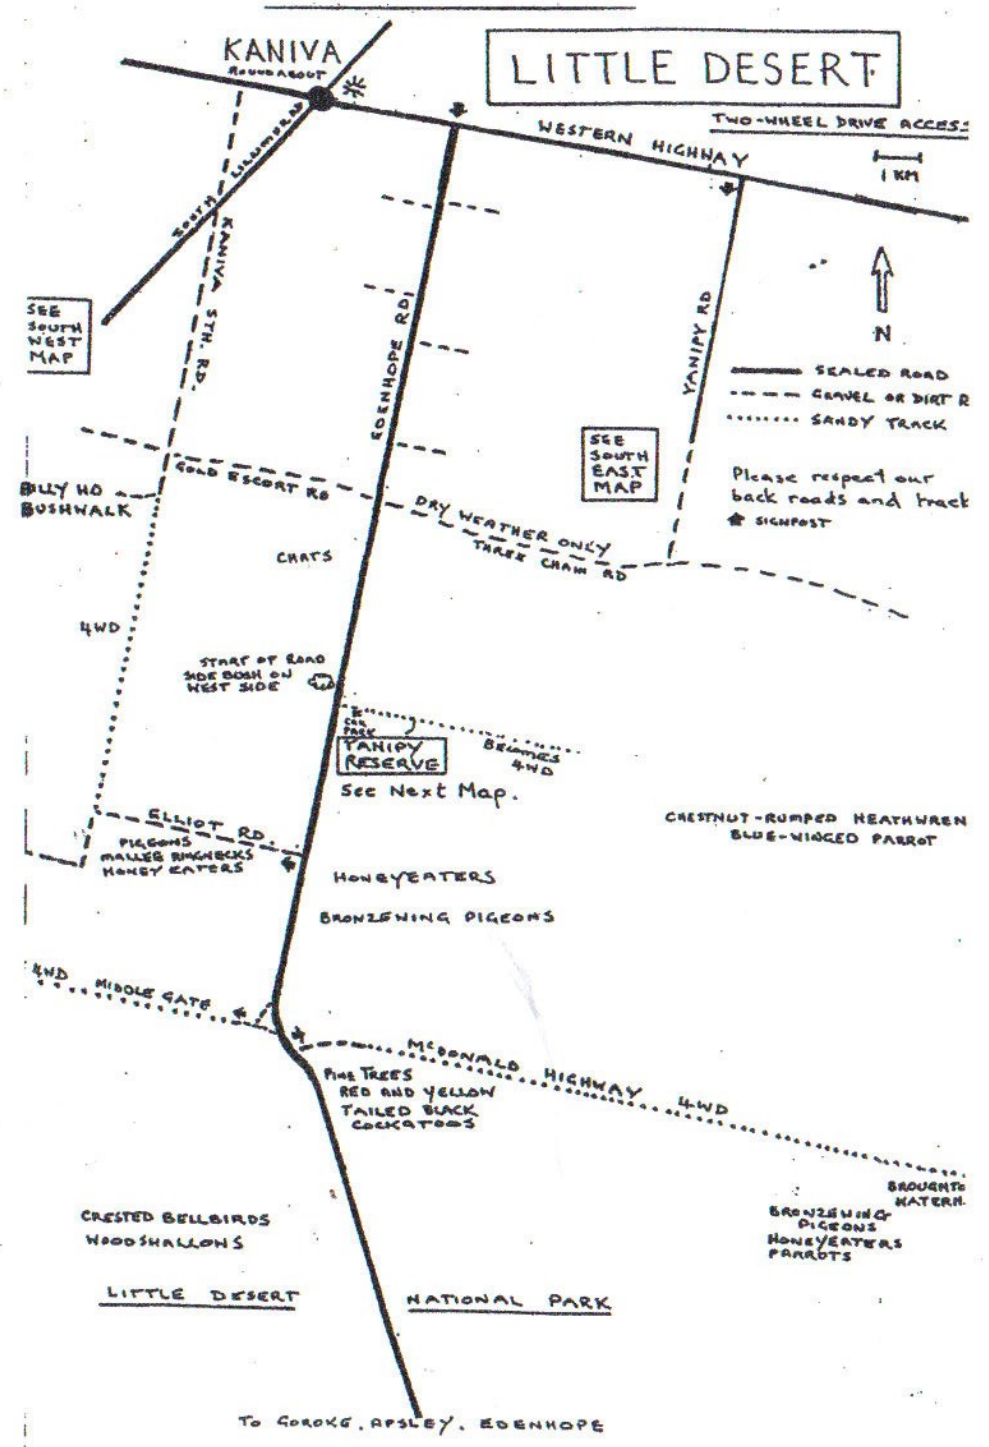 KANIVA
ROUNDABOUT
LITTLE DESERT
TWO-WHEEL DRIVE ACCESS
WESTERN HIGHWAY
1 KM
SOUTH LILLIMUR RD
KANIVA STH. RD.
N
SEE
SOUTH
WEST
MAP
EDENHOPE RD
YANIPY RD
SEALED ROAD
GRAVEL OR DIRT R
SANDY TRACK
SEE
SOUTH
EAST
MAP
Please respect our
back roads and track
SIGNPOST
BILLY HO
BUSHWALK
GOLD ESCORT RD
DRY WEATHER ONLY
THREE CHAIN RD
CHATS
4WD
START OF ROAD
SIDE BUSH ON
WEST SIDE
CAR
PARK
YANIPY
RESERVE
BECOMES
4WD
See Next Map.
CHESTNUT-RUMPED HEATHWREN
BLUE-WINGED PARROT
ELLIOT RD.
PIGEONS
MALLEE RINGNECKS
HONEY EATERS
HONEYEATERS
BRONZEWING PIGEONS
4WD MIDDLE GATE
MCDONALD HIGHWAY 4WD
PINE TREES
RED AND YELLOW
TAILED BLACK
COCKATOOS
BROUGHTO
WATERH.
BRONZEWING
PIGEONS
HONEYEATERS
PARROTS
CRESTED BELLBIRDS
WOODSWALLOWS
LITTLE DESERT NATIONAL PARK
TO GOROKE, APSLEY. EDENHOPE